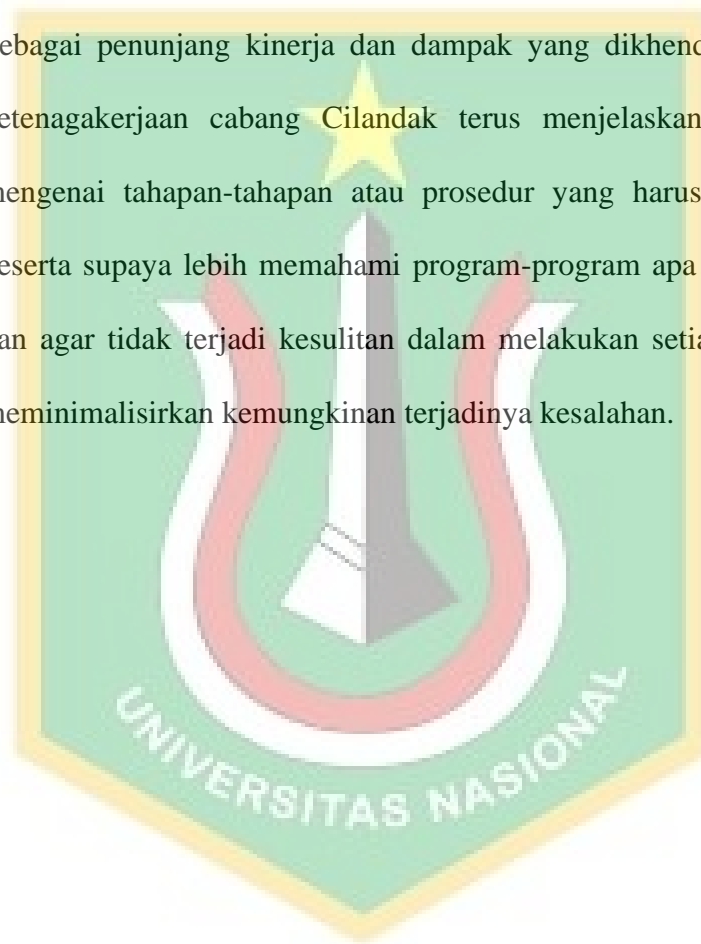 ebagai penunjang kinerja dan dampak yang dikhend
etenagakerjaan cabang Cilandak terus menjelaskan
mengenai tahapan-tahapan atau prosedur yang harus
eserta supaya lebih memahami program-program apa
an agar tidak terjadi kesulitan dalam melakukan setia
meminimalisirkan kemungkinan terjadinya kesalahan.
UNIVERSITAS NASIONAL